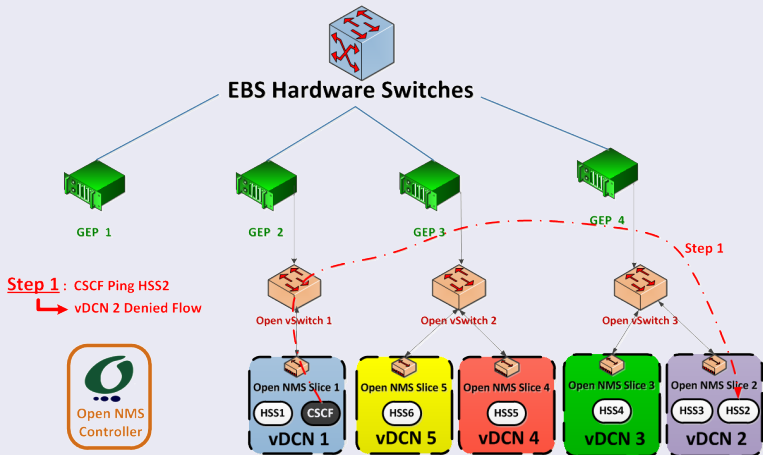 EBS Hardware Switches
GEP 1
GEP 2
GEP 3
GEP 4
Step 1
Step 1 : CSCF Ping HSS2
vDCN 2 Denied Flow
Open vSwitch 1
Open vSwitch 2
Open vSwitch 3
Open NMS
Controller
Open NMS Slice 1
HSS1
CSCF
vDCN 1
Open NMS Slice 5
HSS6
vDCN 5
Open NMS Slice 4
HSS5
vDCN 4
Open NMS Slice 3
HSS4
vDCN 3
Open NMS Slice 2
HSS3
HSS2
vDCN 2